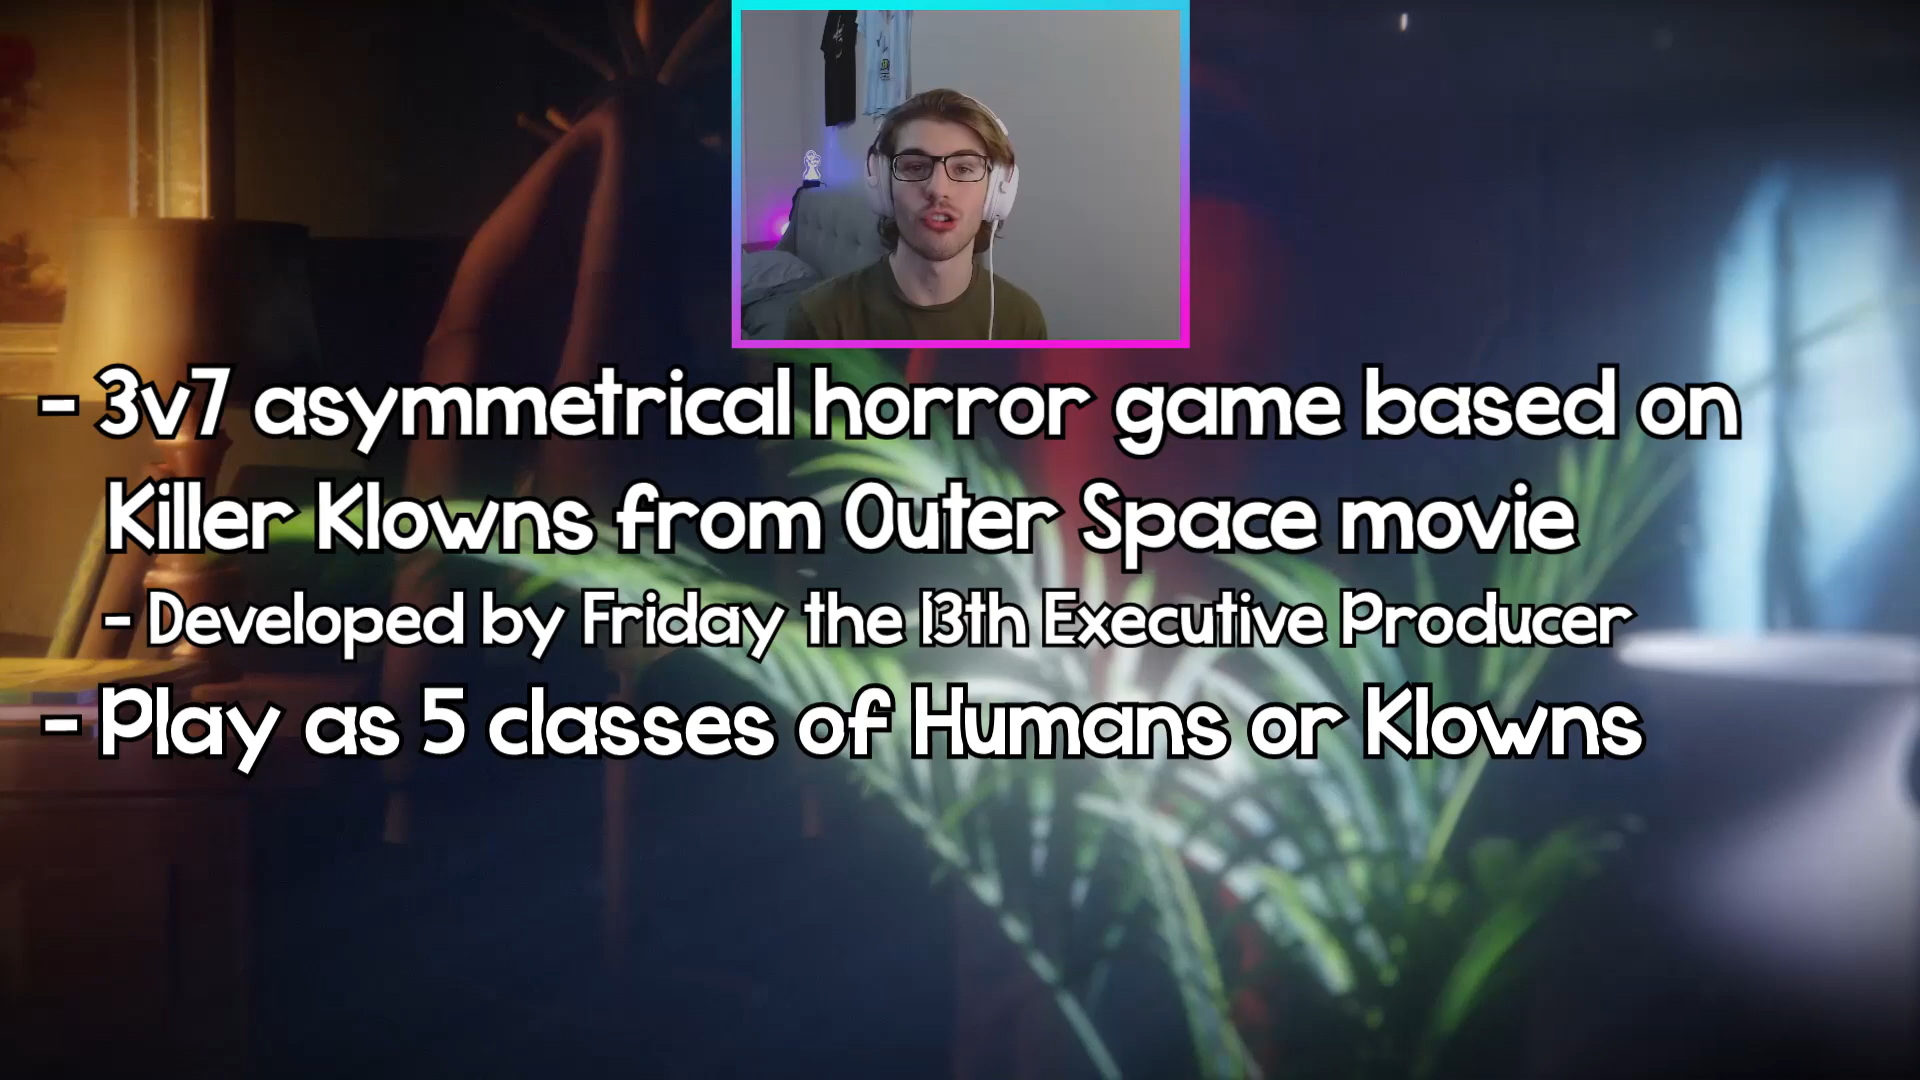 - 3v7 asymmetrical horror game based on
Killer Klowns from Outer Space movie
- Developed by Friday the 13th Executive Producer
- Play as 5 classes of Humans or Klowns